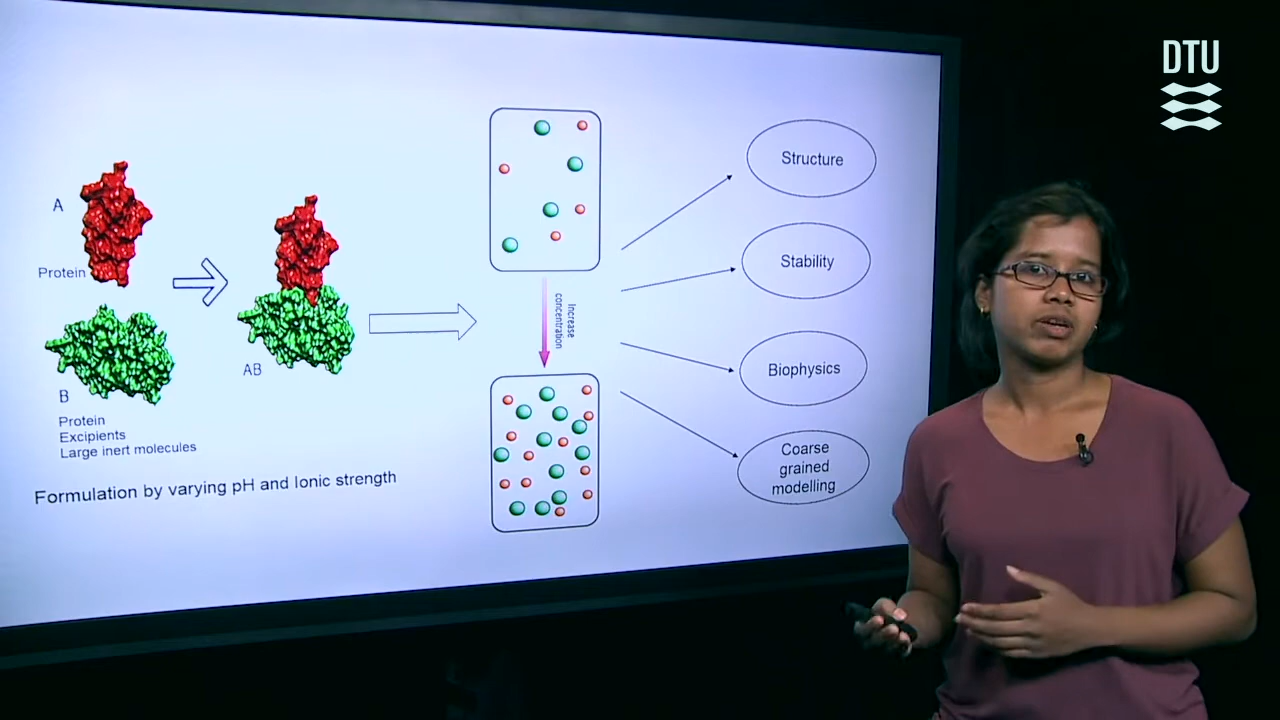 DTU
A
Protein
B
Protein
Excipients
Large inert molecules
AB
Formulation by varying pH and Ionic strength
Increase
concentration
Structure
Stability
Biophysics
Coarse
grained
modelling